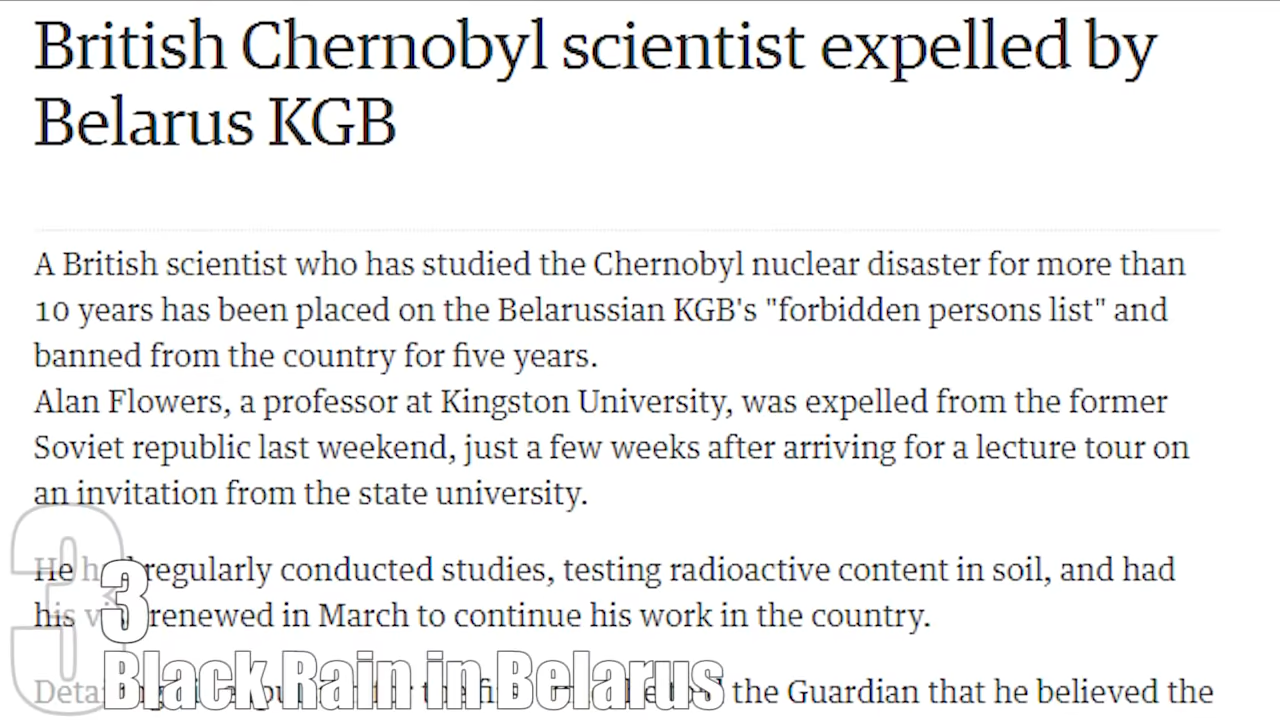 British Chernobyl scientist expelled by
Belarus KGB
A British scientist who has studied the Chernobyl nuclear disaster for more than
10 years has been placed on the Belarussian KGB's "forbidden persons list" and
banned from the country for five years.
Alan Flowers, a professor at Kingston University, was expelled from the former
Soviet republic last weekend, just a few weeks after arriving for a lecture tour on
an invitation from the state university.
He regularly conducted studies, testing radioactive content in soil, and had
his renewed in March to continue his work in the country.
the Guardian that he believed the
3
3
Black Rain in Belarus